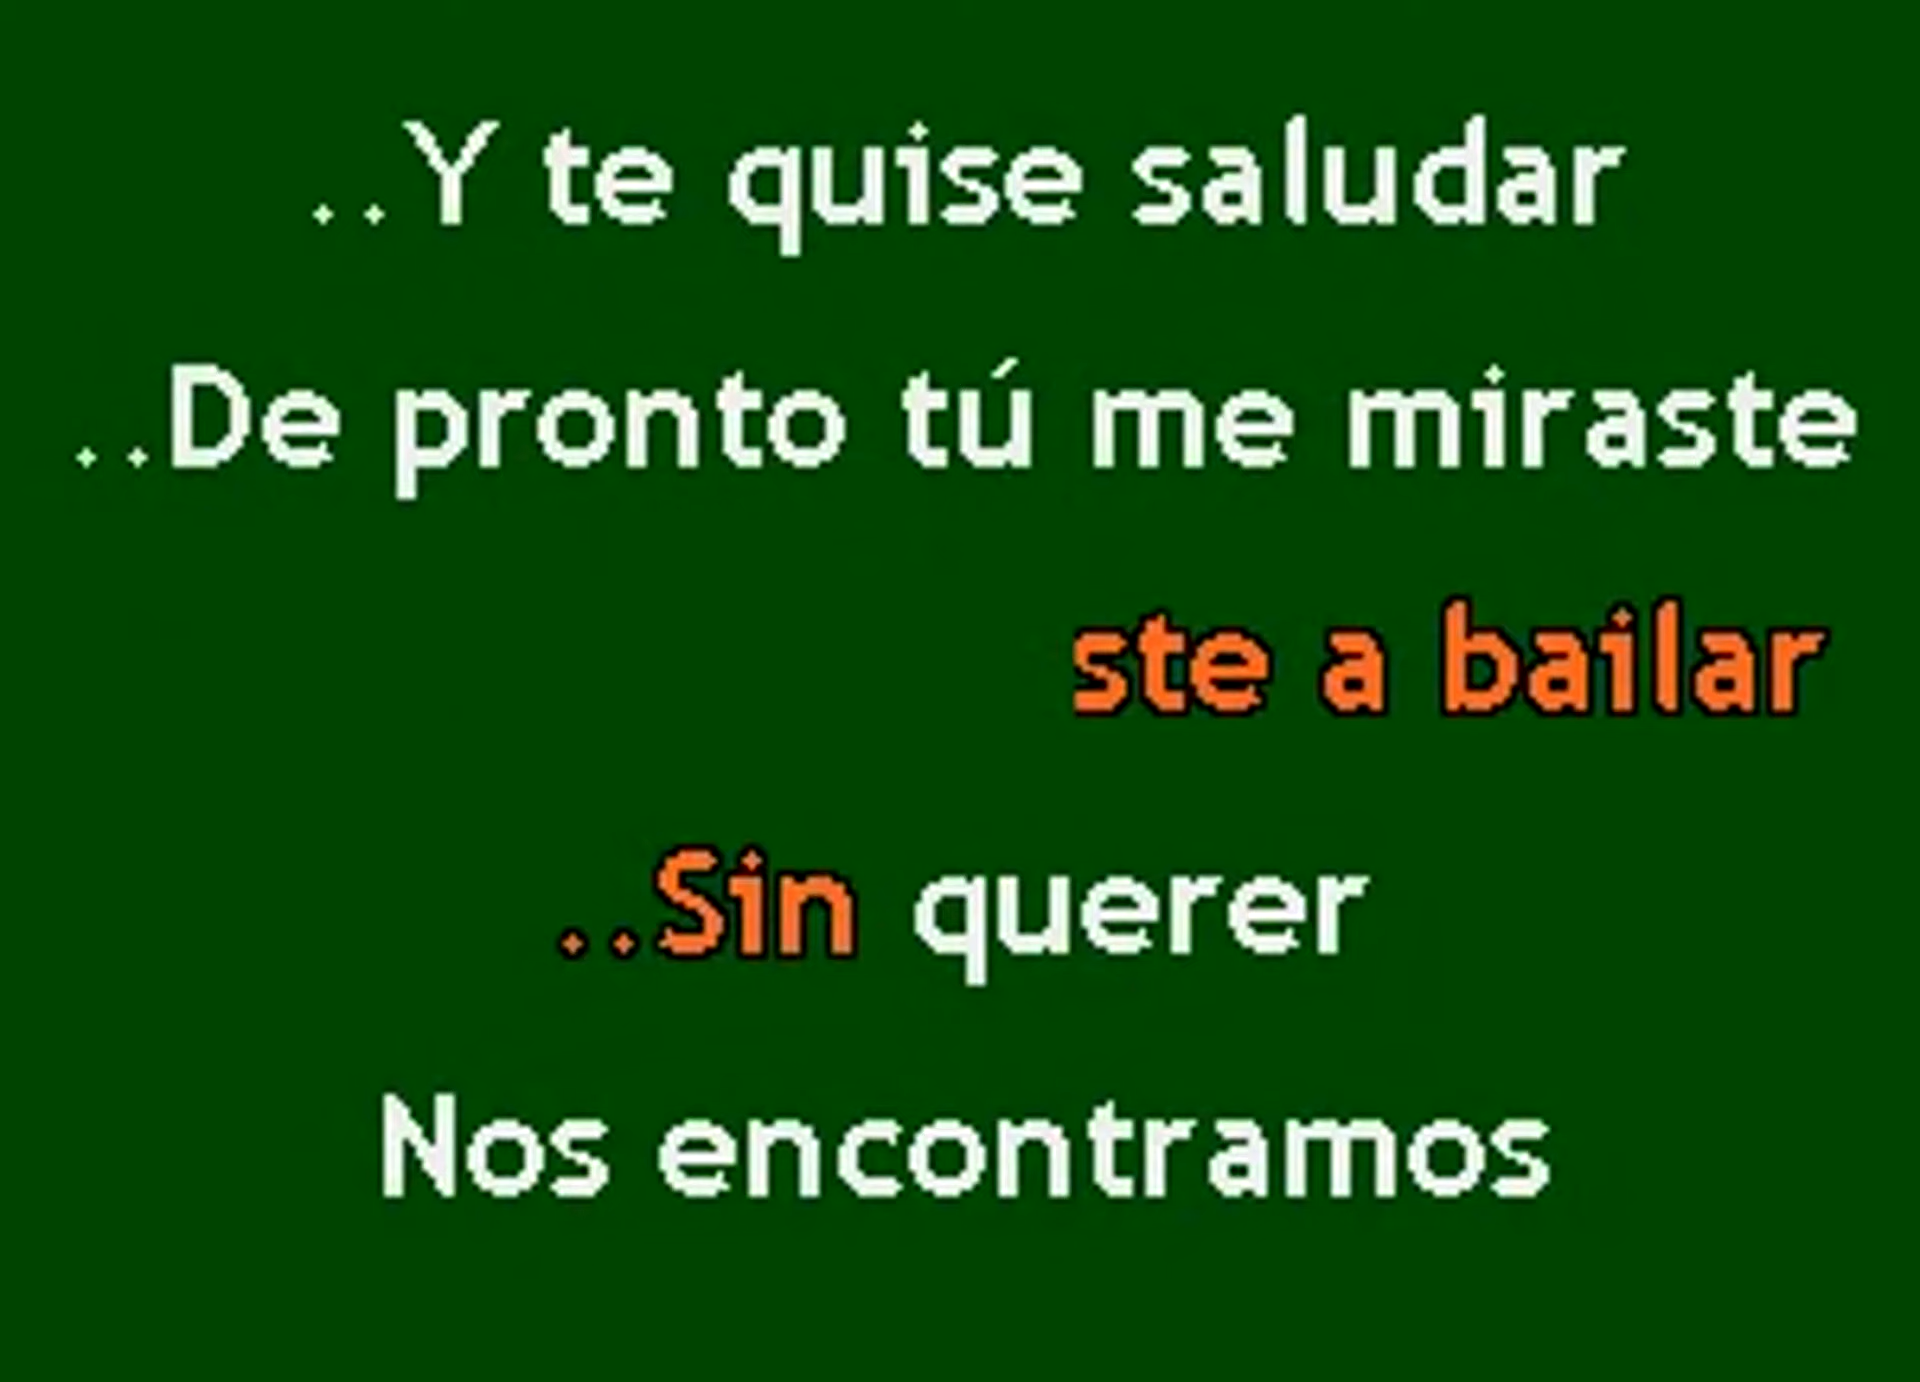 ..Y te quise saludar
..De pronto tú me miraste
ste a bailar
..Sin querer
Nos encontramos